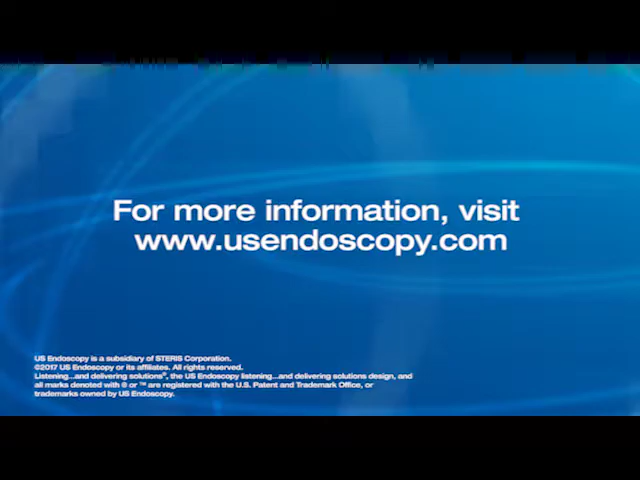 For more information, visit
www.usendoscopy.com
US Endoscopy is a subsidiary of STERIS Corporation.
©2017 US Endoscopy or its affiliates. All rights reserved.
Listening...and delivering solutions®, the US Endoscopy listening...and delivering solutions design, and
all marks denoted with ® or ™ are registered with the U.S. Patent and Trademark Office, or
trademarks owned by US Endoscopy.